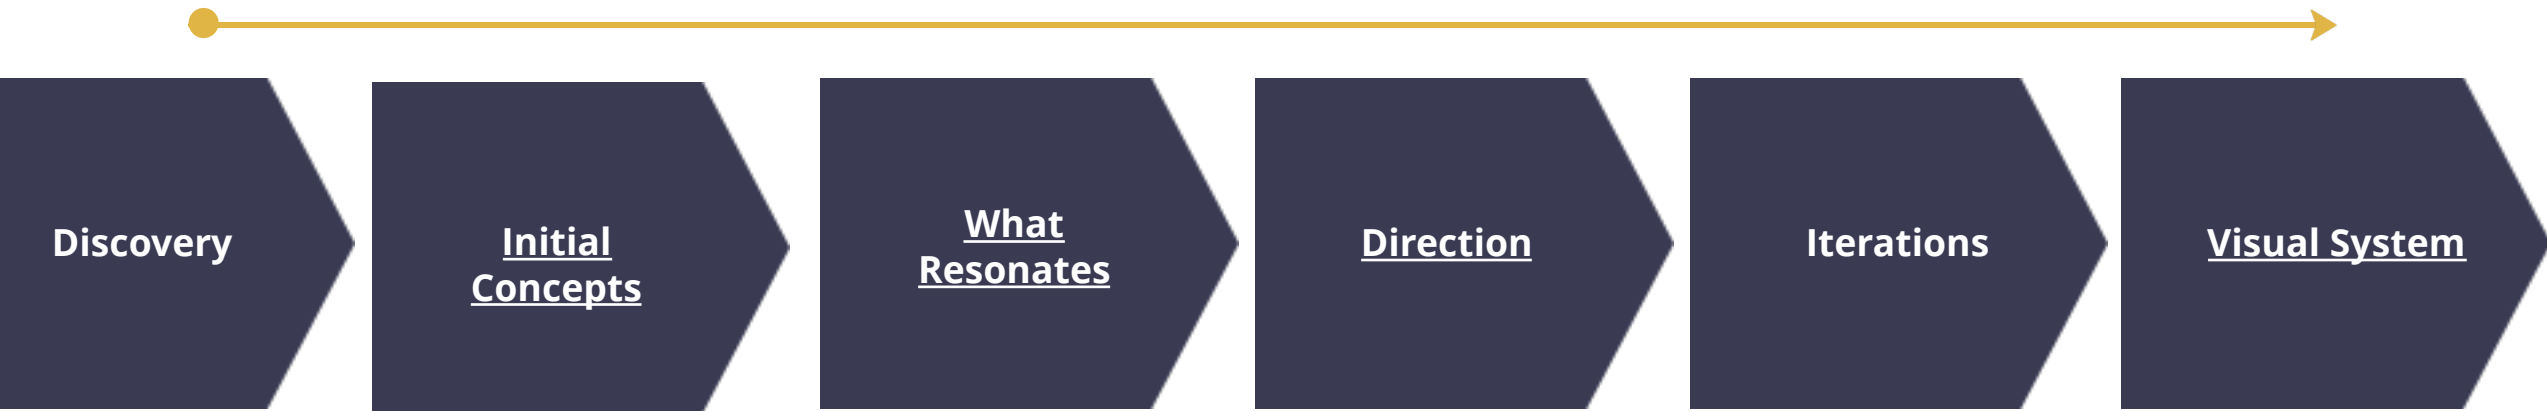 Discovery
Initial
Concepts
What
Resonates
Direction
Iterations
Visual System